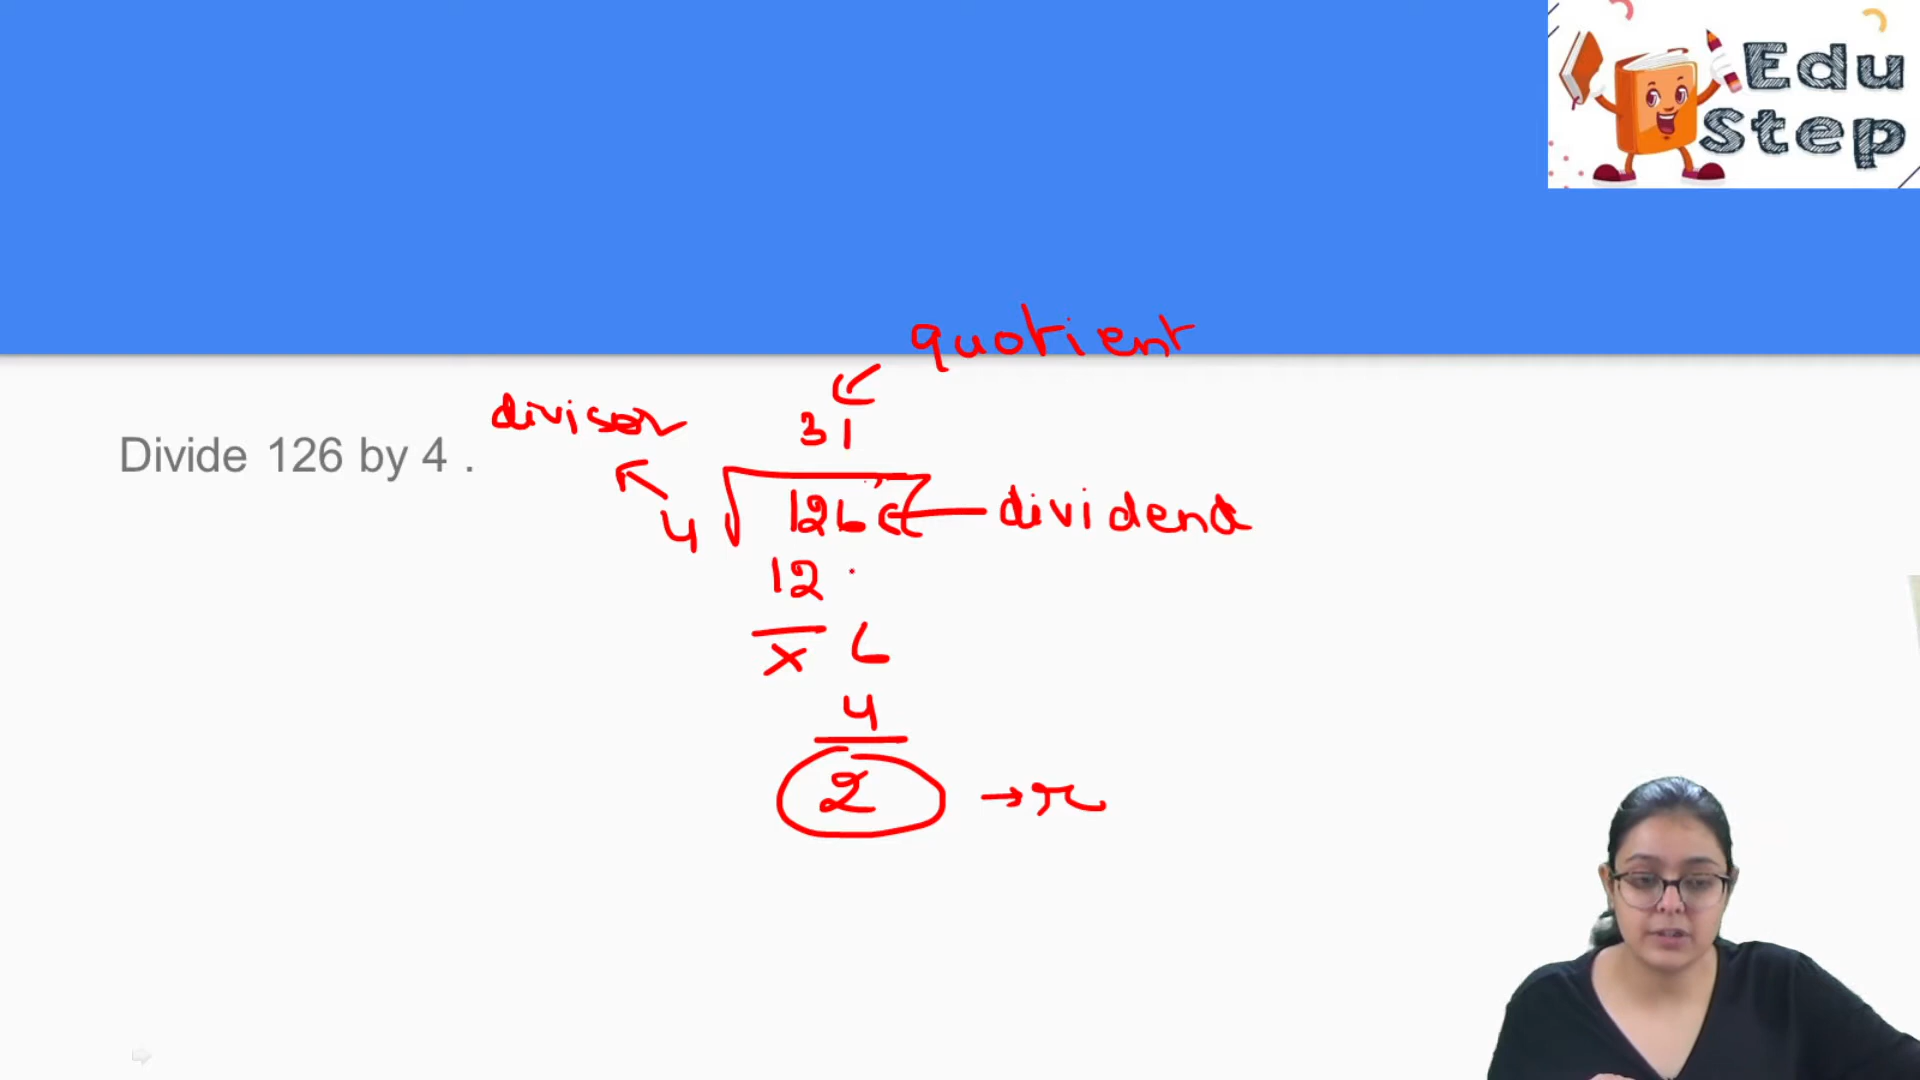 Edu
Step
quotient
divisor
31
Divide 126 by 4 .
4 126 dividend
12
x 6
4
2 → r